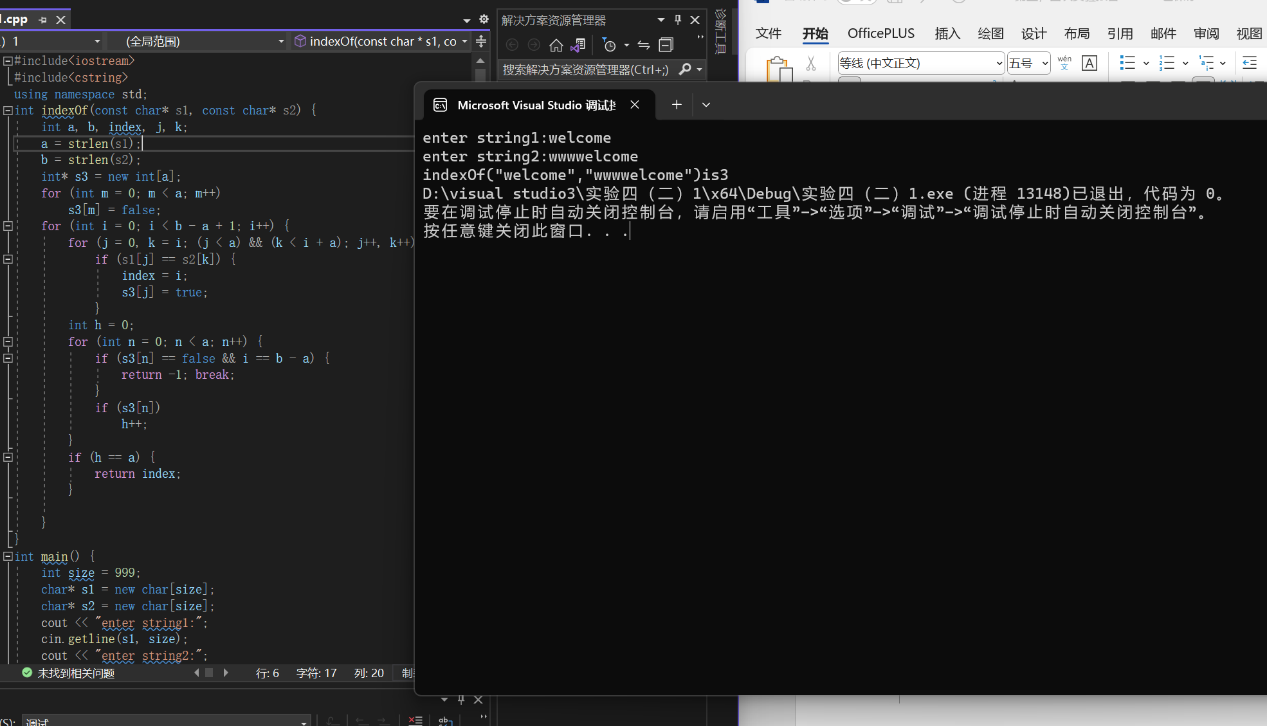 .cpp
) 1
(全局范围)
indexOf(const char * s1, co
#include<iostream>
#include<cstring>
using namespace std;
int indexOf(const char* s1, const char* s2) {
int a, b, index, j, k;
a = strlen(s1);
b = strlen(s2);
int* s3 = new int[a];
for (int m = 0; m < a; m++)
s3[m] = false;
for (int i = 0; i < b - a + 1; i++) {
for (j = 0, k = i; (j < a) && (k < i + a); j++, k++)
if (s1[j] == s2[k]) {
index = i;
s3[j] = true;
}
int h = 0;
for (int n = 0; n < a; n++) {
if (s3[n] == false && i == b - a) {
return -1; break;
}
if (s3[n])
h++;
}
if (h == a) {
return index;
}
}
}
int main() {
int size = 999;
char* s1 = new char[size];
char* s2 = new char[size];
cout << "enter string1:";
cin.getline(s1, size);
cout << "enter string2:";
未找到相关问题
行: 6
字符: 17
列: 20
制
(S):
调试
解决方案资源管理器
搜索解决方案资源管理器(Ctrl+;)
诊断工具
文件 开始 OfficePLUS 插入 绘图 设计 布局 引用 邮件 审阅 视图
等线 (中文正文)
五号
wén
文
A
Microsoft Visual Studio 调试
enter string1:welcome
enter string2:wwwwelcome
indexOf("welcome","wwwwelcome")is3
D:\visual studio3\实验四 (二) 1\x64\Debug\实验四 (二) 1.exe (进程 13148)已退出，代码为 0。
要在调试停止时自动关闭控制台，请启用“工具”->“选项”->“调试”->“调试停止时自动关闭控制台”。
按任意键关闭此窗口. . .